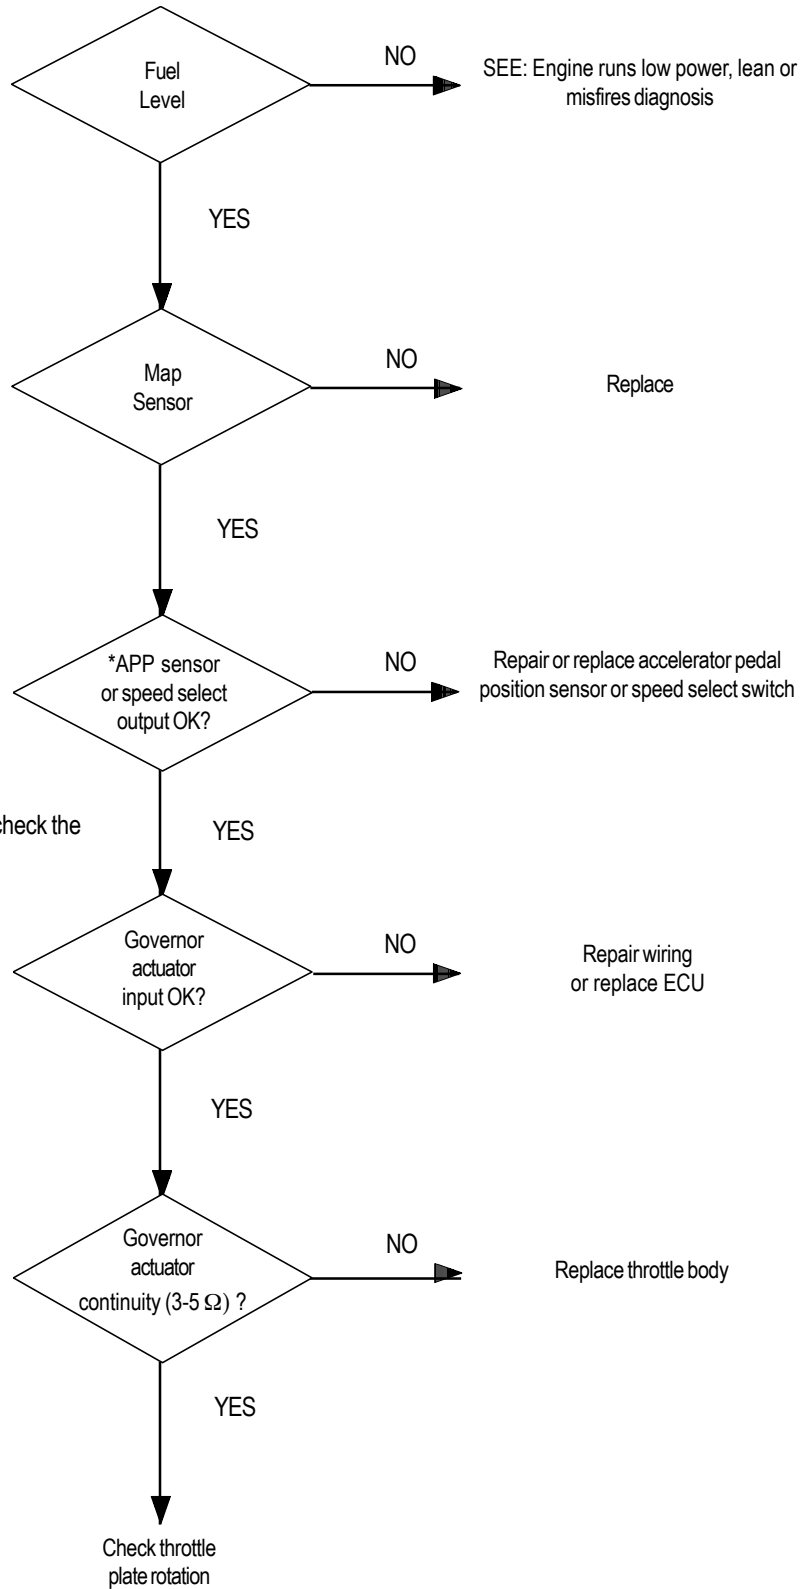 Fuel
Level
NO
SEE: Engine runs low power, lean or
misfires diagnosis
YES
Map
Sensor
NO
Replace
YES
*APP sensor
or speed select
output OK?
NO
Repair or replace accelerator pedal
position sensor or speed select switch
check the
YES
Governor
actuator
input OK?
NO
Repair wiring
or replace ECU
YES
Governor
actuator
continuity (3-5 Ω) ?
NO
Replace throttle body
YES
Check throttle
plate rotation